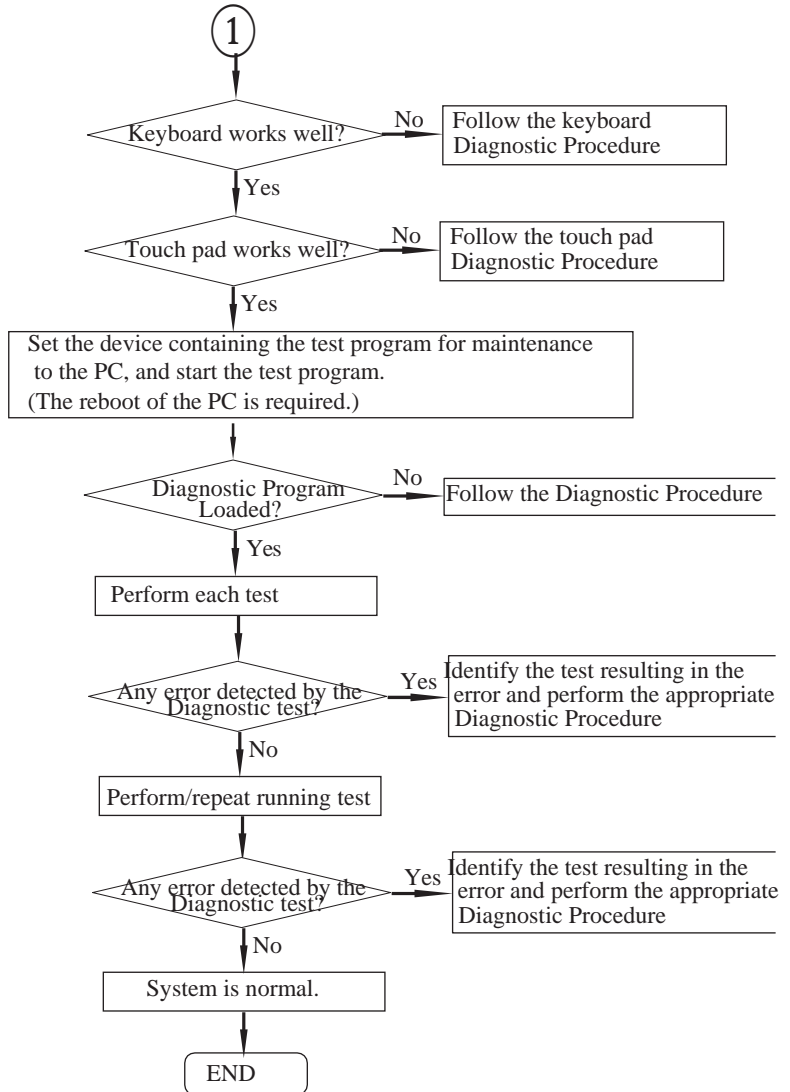 1
Keyboard works well?
No
Follow the keyboard
Diagnostic Procedure
Yes
Touch pad works well?
No
Follow the touch pad
Diagnostic Procedure
Yes
Set the device containing the test program for maintenance
to the PC, and start the test program.
(The reboot of the PC is required.)
Diagnostic Program
Loaded?
No
Follow the Diagnostic Procedure
Yes
Perform each test
Any error detected by the
Diagnostic test?
Yes
Identify the test resulting in the
error and perform the appropriate
Diagnostic Procedure
No
Perform/repeat running test
Any error detected by the
Diagnostic test?
Yes
Identify the test resulting in the
error and perform the appropriate
Diagnostic Procedure
No
System is normal.
END